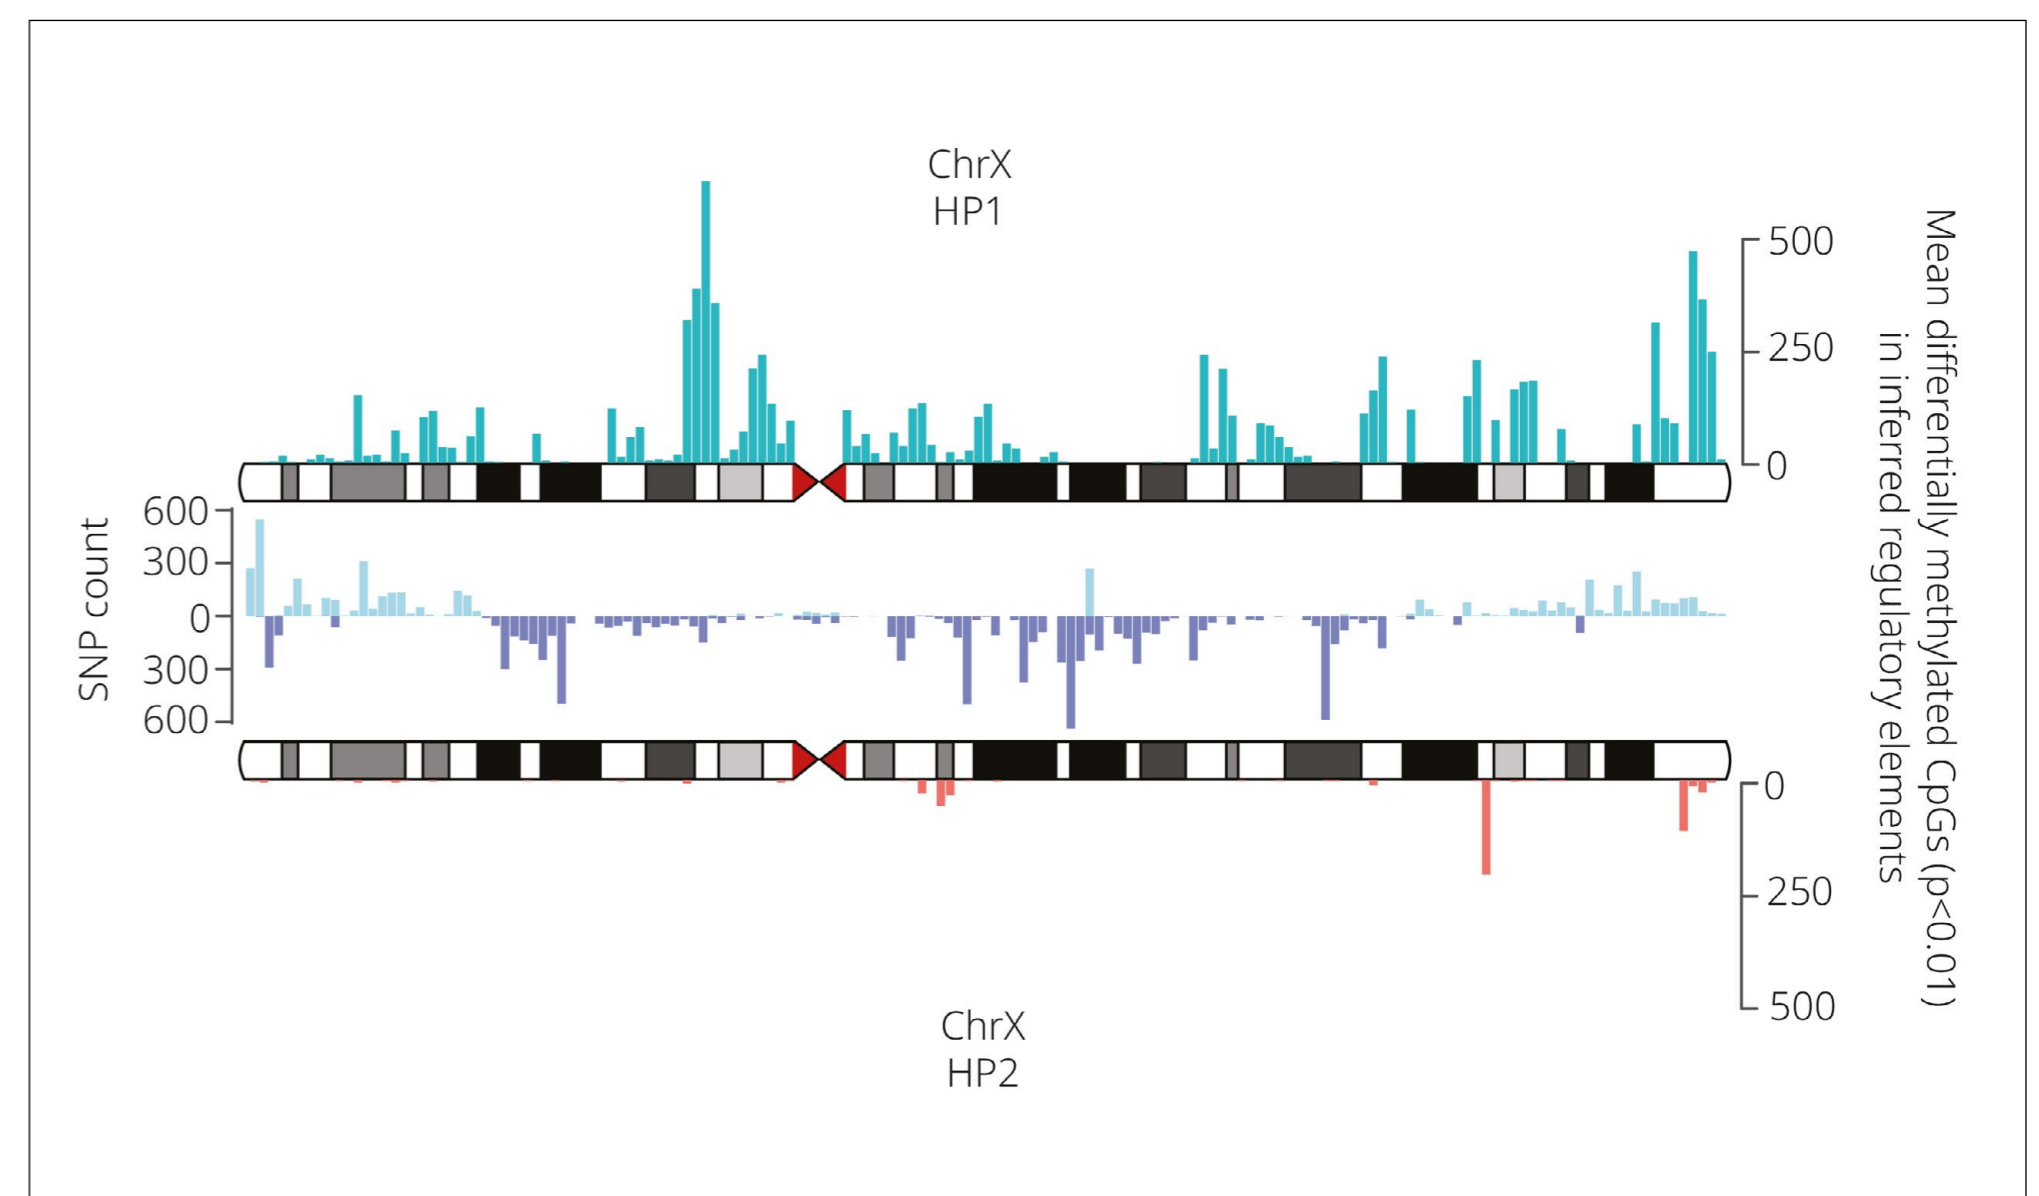 ChrX
HP1
500
250
0
Mean differentially methylated CpGs (p<0.01)
in inferred regulatory elements
SNP count
600
300
0
300
600
0
250
500
ChrX
HP2